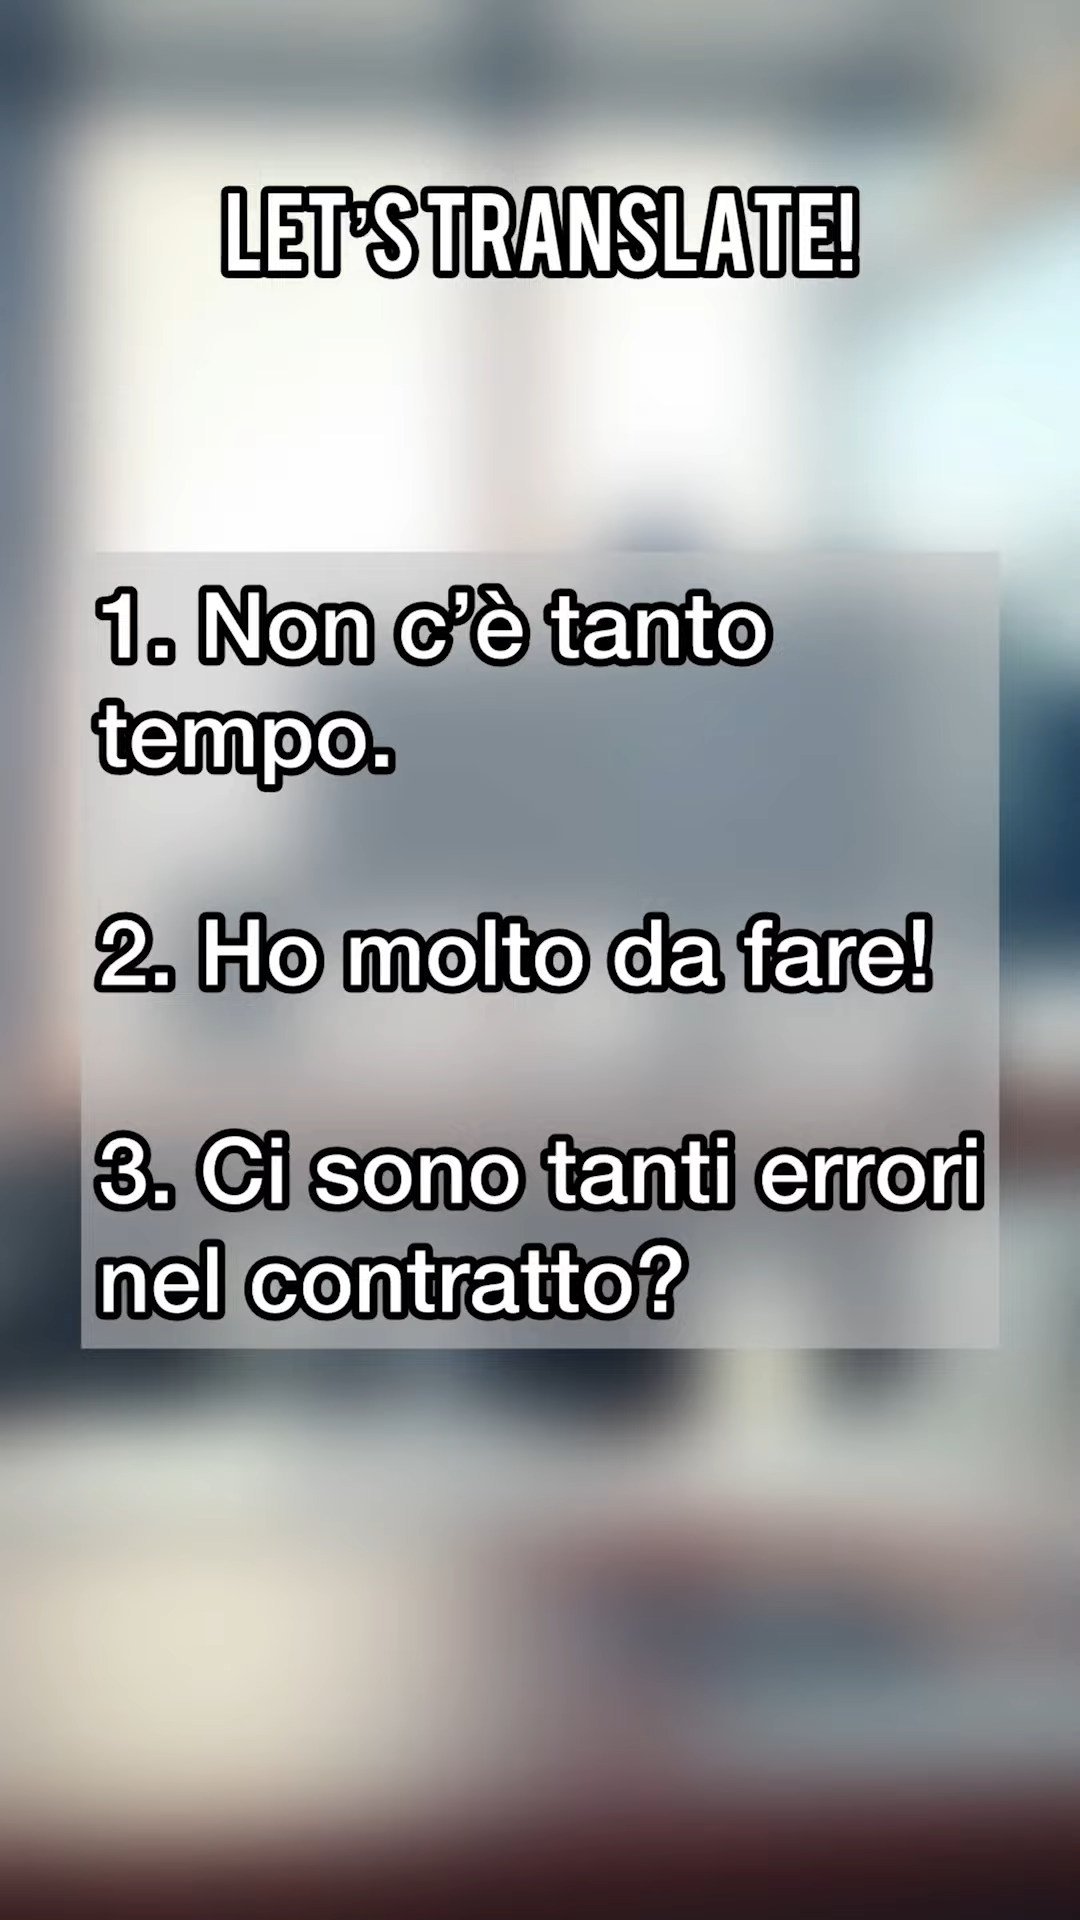 LET'S TRANSLATE!
1. Non c'è tanto
tempo.
2. Ho molto da fare!
3. Ci sono tanti errori
nel contratto?